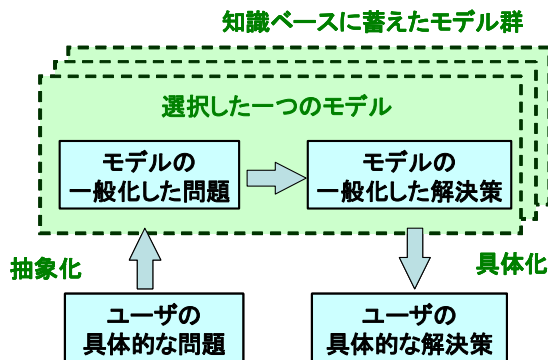 知識ベースに蓄えたモデル群
選択した一つのモデル
モデルの
一般化した問題
モデルの
一般化した解決策
抽象化
具体化
ユーザの
具体的な問題
ユーザの
具体的な解決策